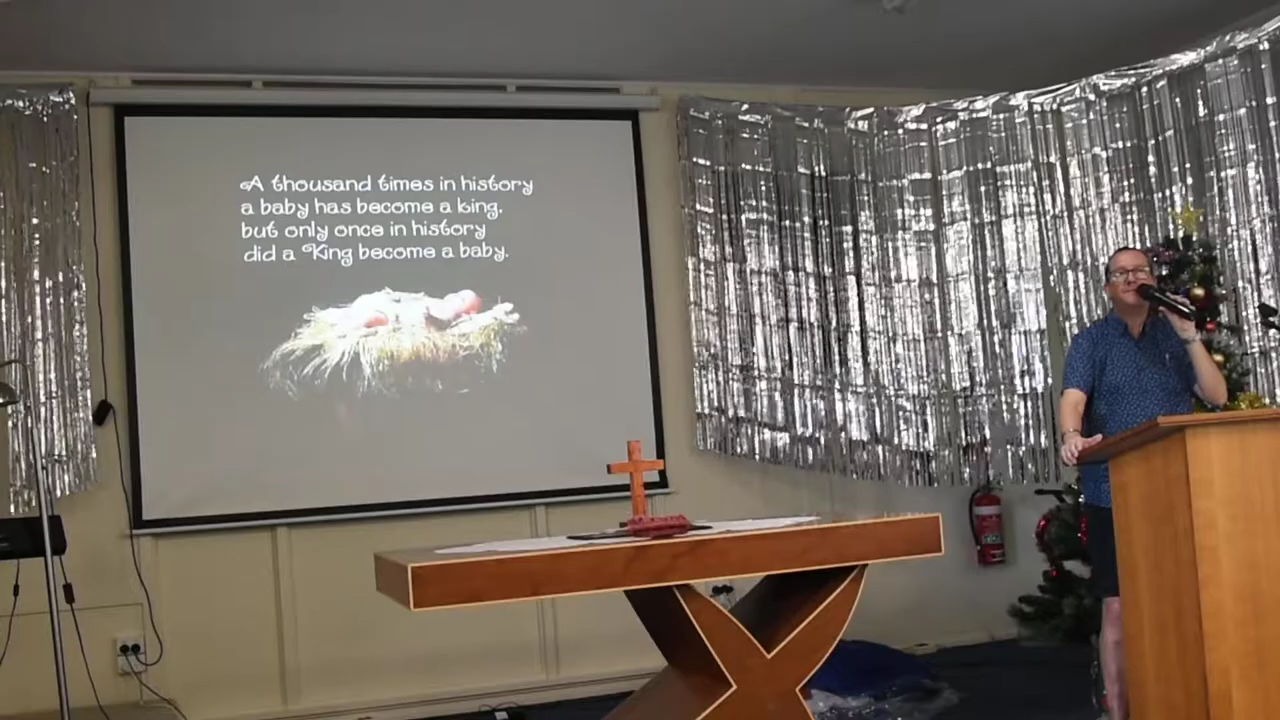 A thousand times in history
a baby has become a king,
but only once in history
did a King become a baby.